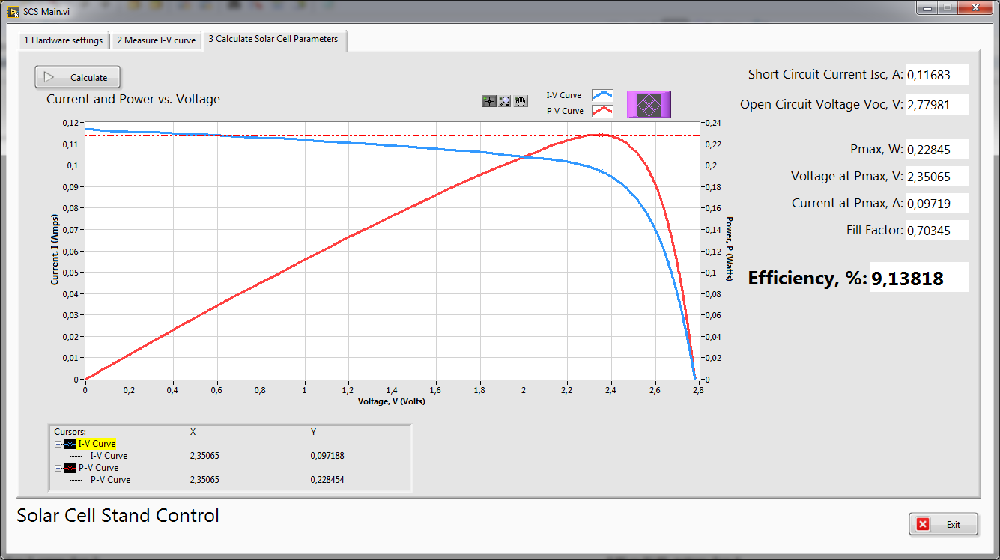 SCS Main.vi
1 Hardware settings
2 Measure I-V curve
3 Calculate Solar Cell Parameters
Calculate
Current and Power vs. Voltage
I-V Curve
P-V Curve
0,12
0,11
0,1
0,09
0,08
0,07
0,06
0,05
0,04
0,03
0,02
0,01
0
Current, I (Amps)
0,24
0,22
0,2
0,18
0,16
0,14
0,12
0,1
0,08
0,06
0,04
0,02
0
Power, P (Watts)
0 0,2 0,4 0,6 0,8 1 1,2 1,4 1,6 1,8 2 2,2 2,4 2,6 2,8
Voltage, V (Volts)
Short Circuit Current Isc, A: 0,11683
Open Circuit Voltage Voc, V: 2,77981
Pmax, W: 0,22845
Voltage at Pmax, V: 2,35065
Current at Pmax, A: 0,09719
Fill Factor: 0,70345
Efficiency, %: 9,13818
Cursors: X Y
I-V Curve
I-V Curve 2,35065 0,097188
P-V Curve
P-V Curve 2,35065 0,228454
Solar Cell Stand Control
Exit